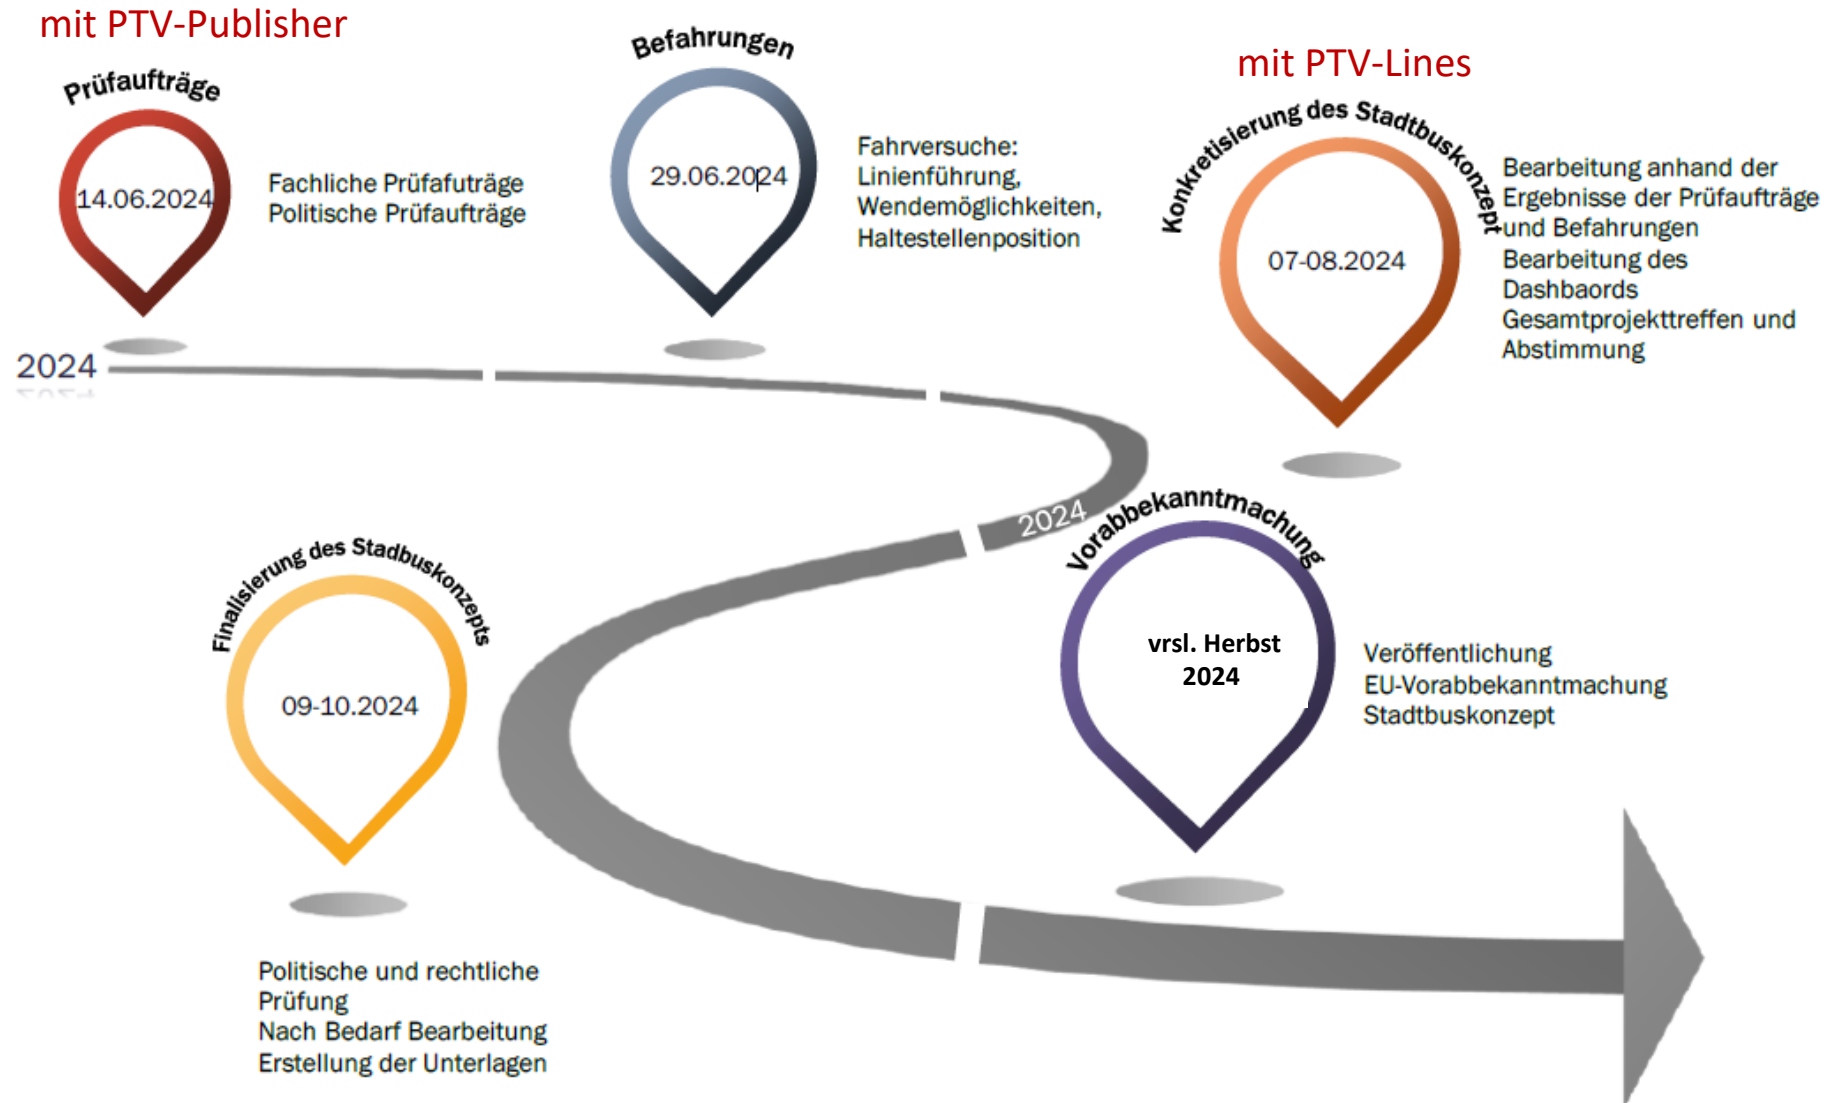 mit PTV-Publisher
Prüfaufträge
14.06.2024
Fachliche Prüfafuträge
Politische Prüfaufträge
Befahrungen
29.06.2024
Fahrversuche:
Linienführung,
Wendemöglichkeiten,
Haltestellenposition
mit PTV-Lines
Konkretisierung des Stadtbuskonzept
07-08.2024
Bearbeitung anhand der
Ergebnisse der Prüfaufträge
und Befahrungen
Bearbeitung des
Dashbaords
Gesamtprojekttreffen und
Abstimmung
2024
2024
Finalisierung des Stadbuskonzepts
09-10.2024
Politische und rechtliche
Prüfung
Nach Bedarf Bearbeitung
Erstellung der Unterlagen
Vorabbekanntmachung
vrsl. Herbst
2024
Veröffentlichung
EU-Vorabbekanntmachung
Stadtbuskonzept